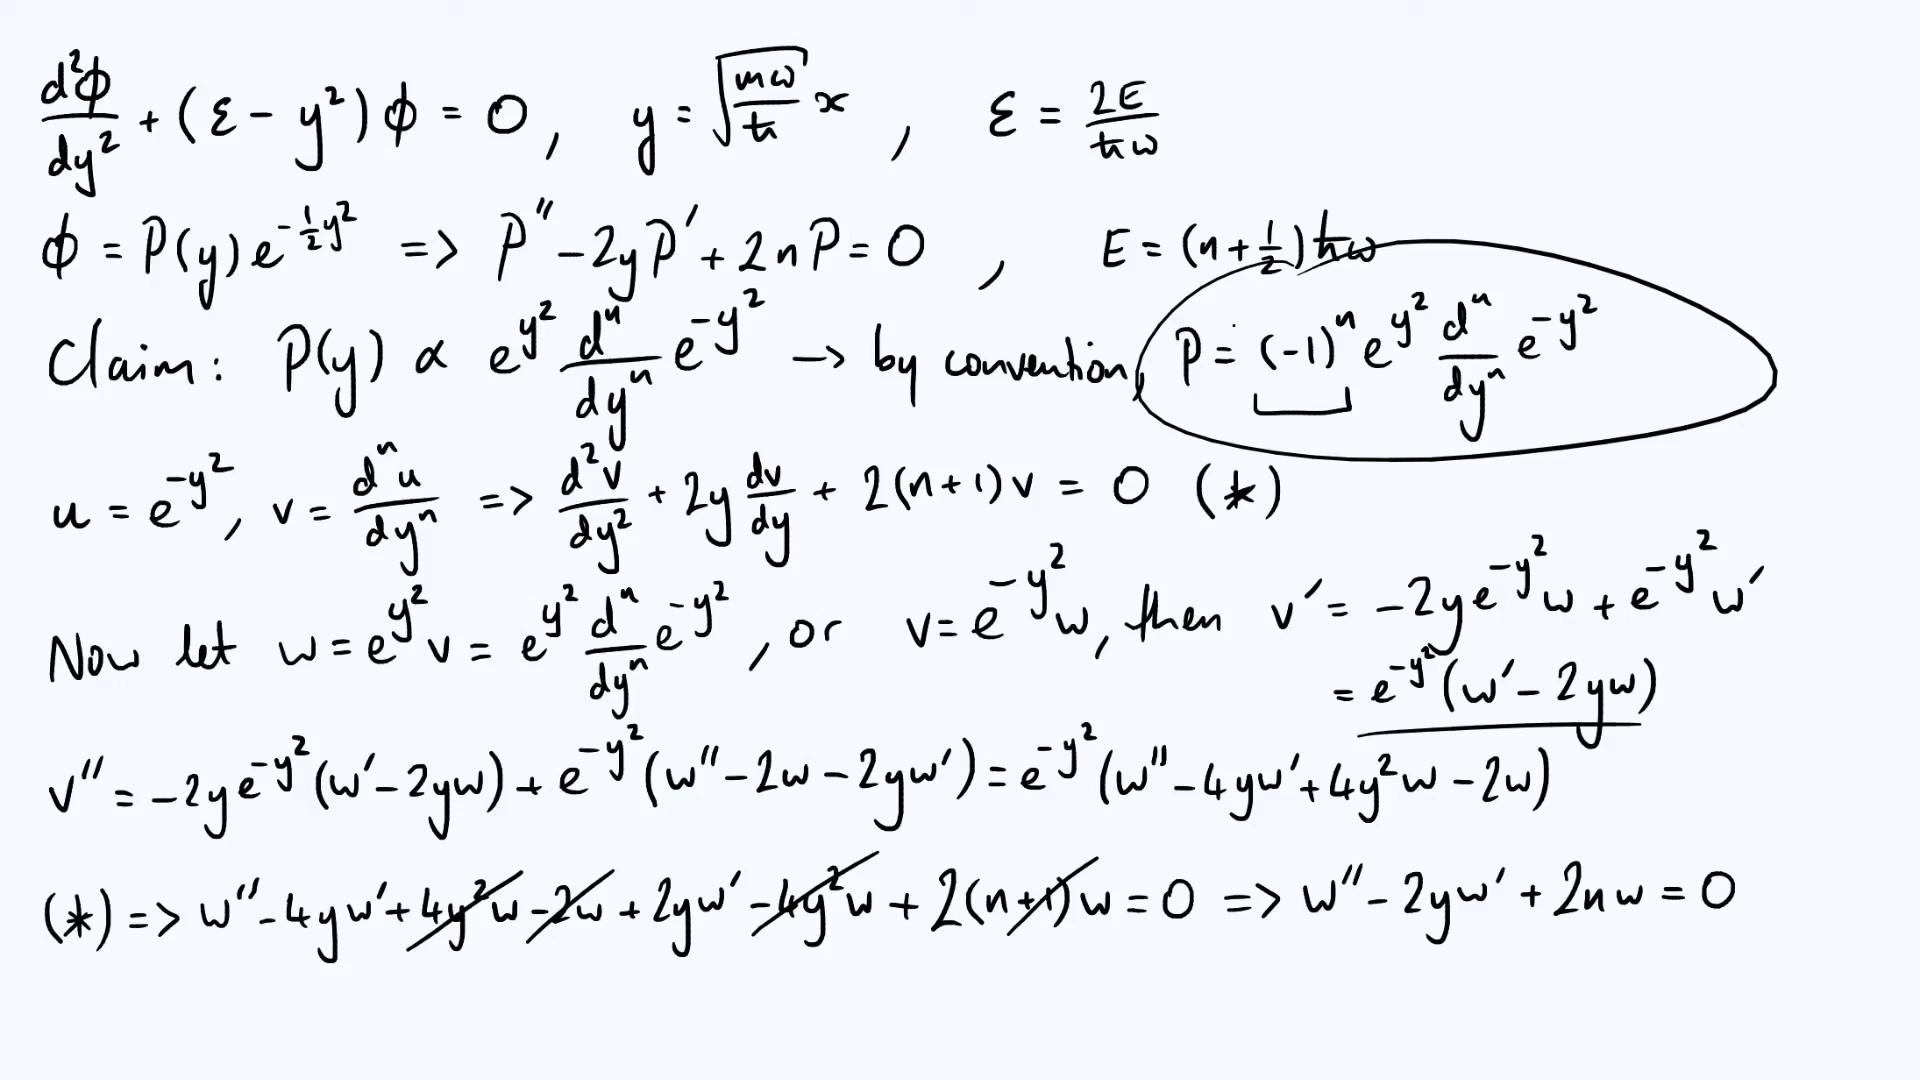 d²ϕ/dy² + (ε - y²)ϕ = 0, y = √(mω/ħ) x , ε = 2E/ħω
ϕ = P(y)e^{-½y²} => P'' - 2yP' + 2nP = 0 , E = (n + ½)ħω
Claim: P(y) ∝ e^{y²} dⁿ/dyⁿ e^{-y²} → by convention, P = (-1)ⁿ e^{y²} dⁿ/dyⁿ e^{-y²}
u = e^{-y²}, v = dⁿu/dyⁿ => d²v/dy² + 2y dv/dy + 2(n+1)v = 0 (*)
Now let w = e^{y²}v = e^{y²} dⁿ/dyⁿ e^{-y²}, or v = e^{-y²}w, then v' = -2ye^{-y²}w + e^{-y²}w'
= e^{-y²}(w' - 2yw)
v'' = -2ye^{-y²}(w' - 2yw) + e^{-y²}(w'' - 2w - 2yw') = e^{-y²}(w'' - 4yw' + 4y²w - 2w)
(*) => w'' - 4yw' + 4y²w - 2w + 2yw' - 4y²w + 2(n+1)w = 0 => w'' - 2yw' + 2nw = 0